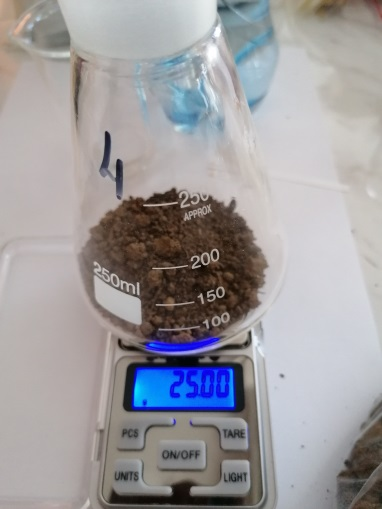 4
250
APPROX
200
250ml
150
100
25.00
PCS
TARE
ON/OFF
UNITS
LIGHT